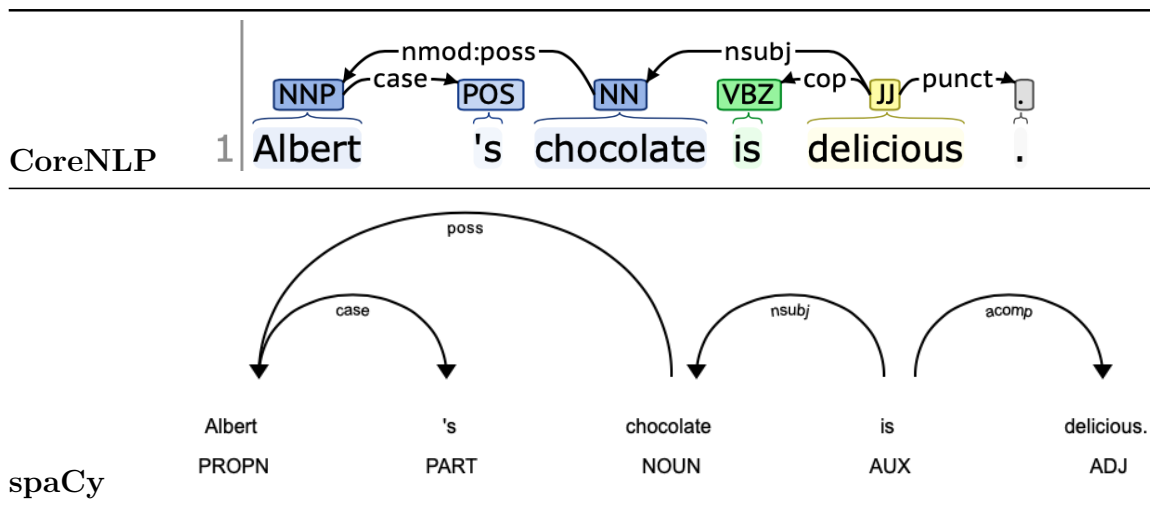 nmod:poss nsubj
case cop punct
NNP POS NN VBZ JJ .
CoreNLP 1 Albert 's chocolate is delicious .
poss
case nsubj acomp
Albert 's chocolate is delicious.
PROPN PART NOUN AUX ADJ
spaCy